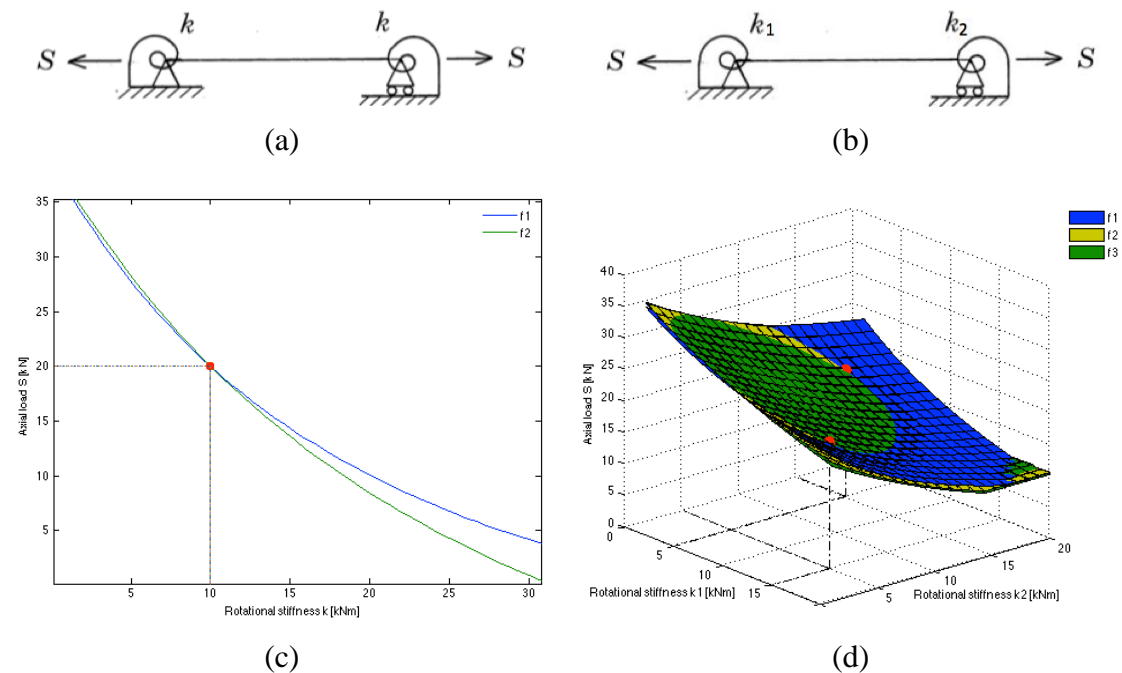 S k k S
(a)
S k1 k2 S
(b)
35
30
25
20
15
10
5
Axial load S [kN]
f1
f2
5 10 15 20 25 30
Rotational stiffness k [kNm]
(c)
f1
f2
f3
40
35
30
25
20
15
10
5
0
Axial load S [kN]
0
5
10
15
Rotational stiffness k1 [kNm]
5
10
15
20
Rotational stiffness k2 [kNm]
(d)